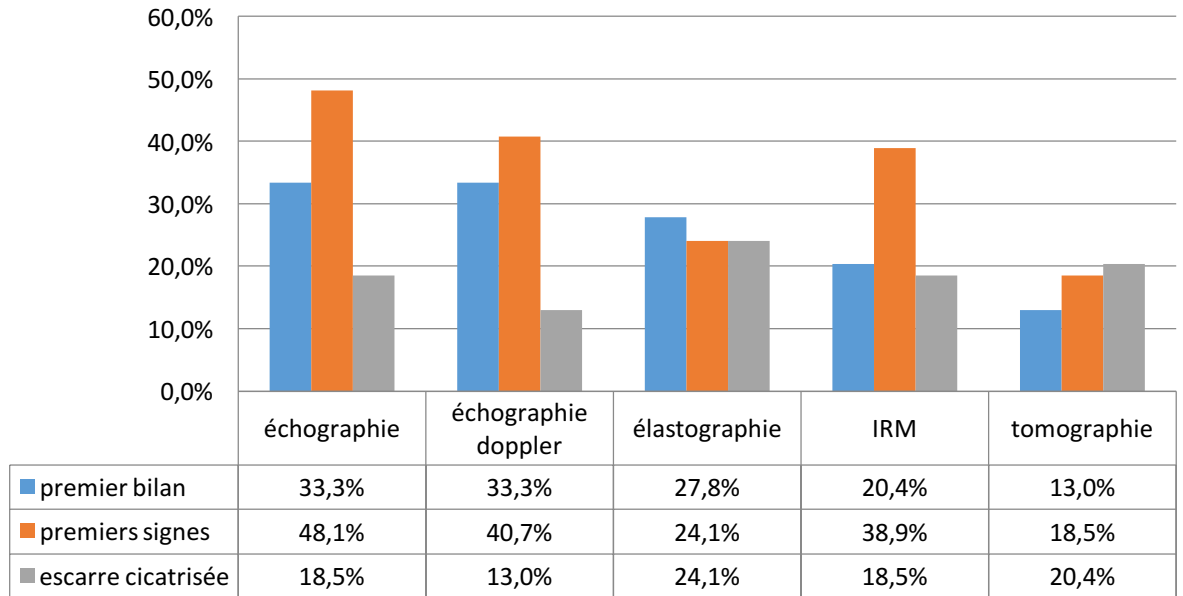 60,0%
50,0%
40,0%
30,0%
20,0%
10,0%
0,0%
échographie
échographie
doppler
élastographie
IRM
tomographie
premier bilan 33,3% 33,3% 27,8% 20,4% 13,0%
premiers signes 48,1% 40,7% 24,1% 38,9% 18,5%
escarre cicatrisée 18,5% 13,0% 24,1% 18,5% 20,4%